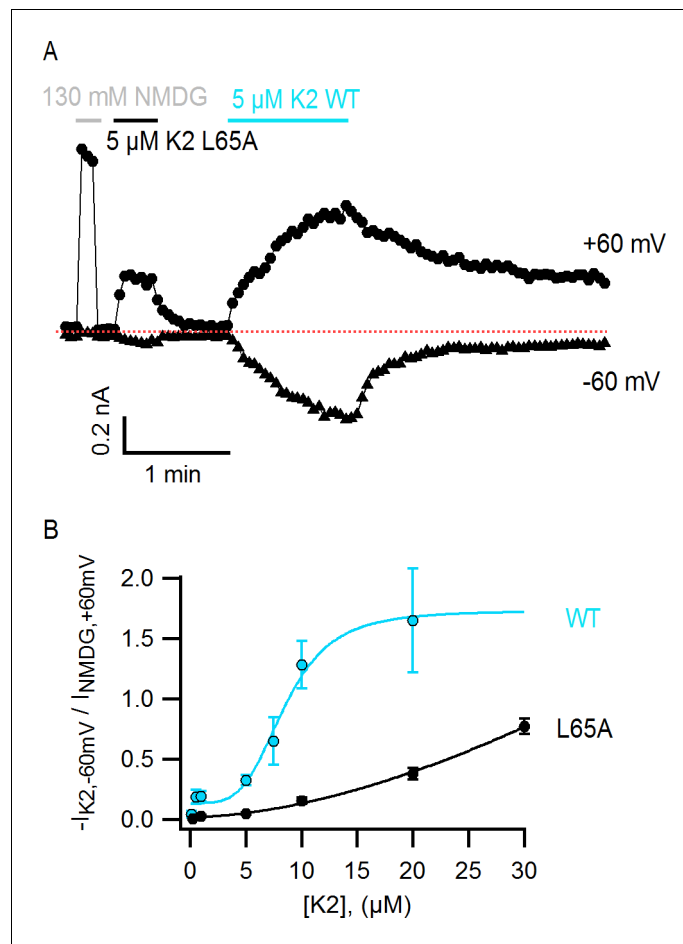 A
130 mM NMDG
5 µM K2 WT
5 µM K2 L65A
+60 mV
-60 mV
0.2 nA
1 min
B
-I K2,-60mV / I NMDG,+60mV
2.0
1.5
1.0
0.5
0.0
WT
L65A
0 5 10 15 20 25 30
[K2], (µM)